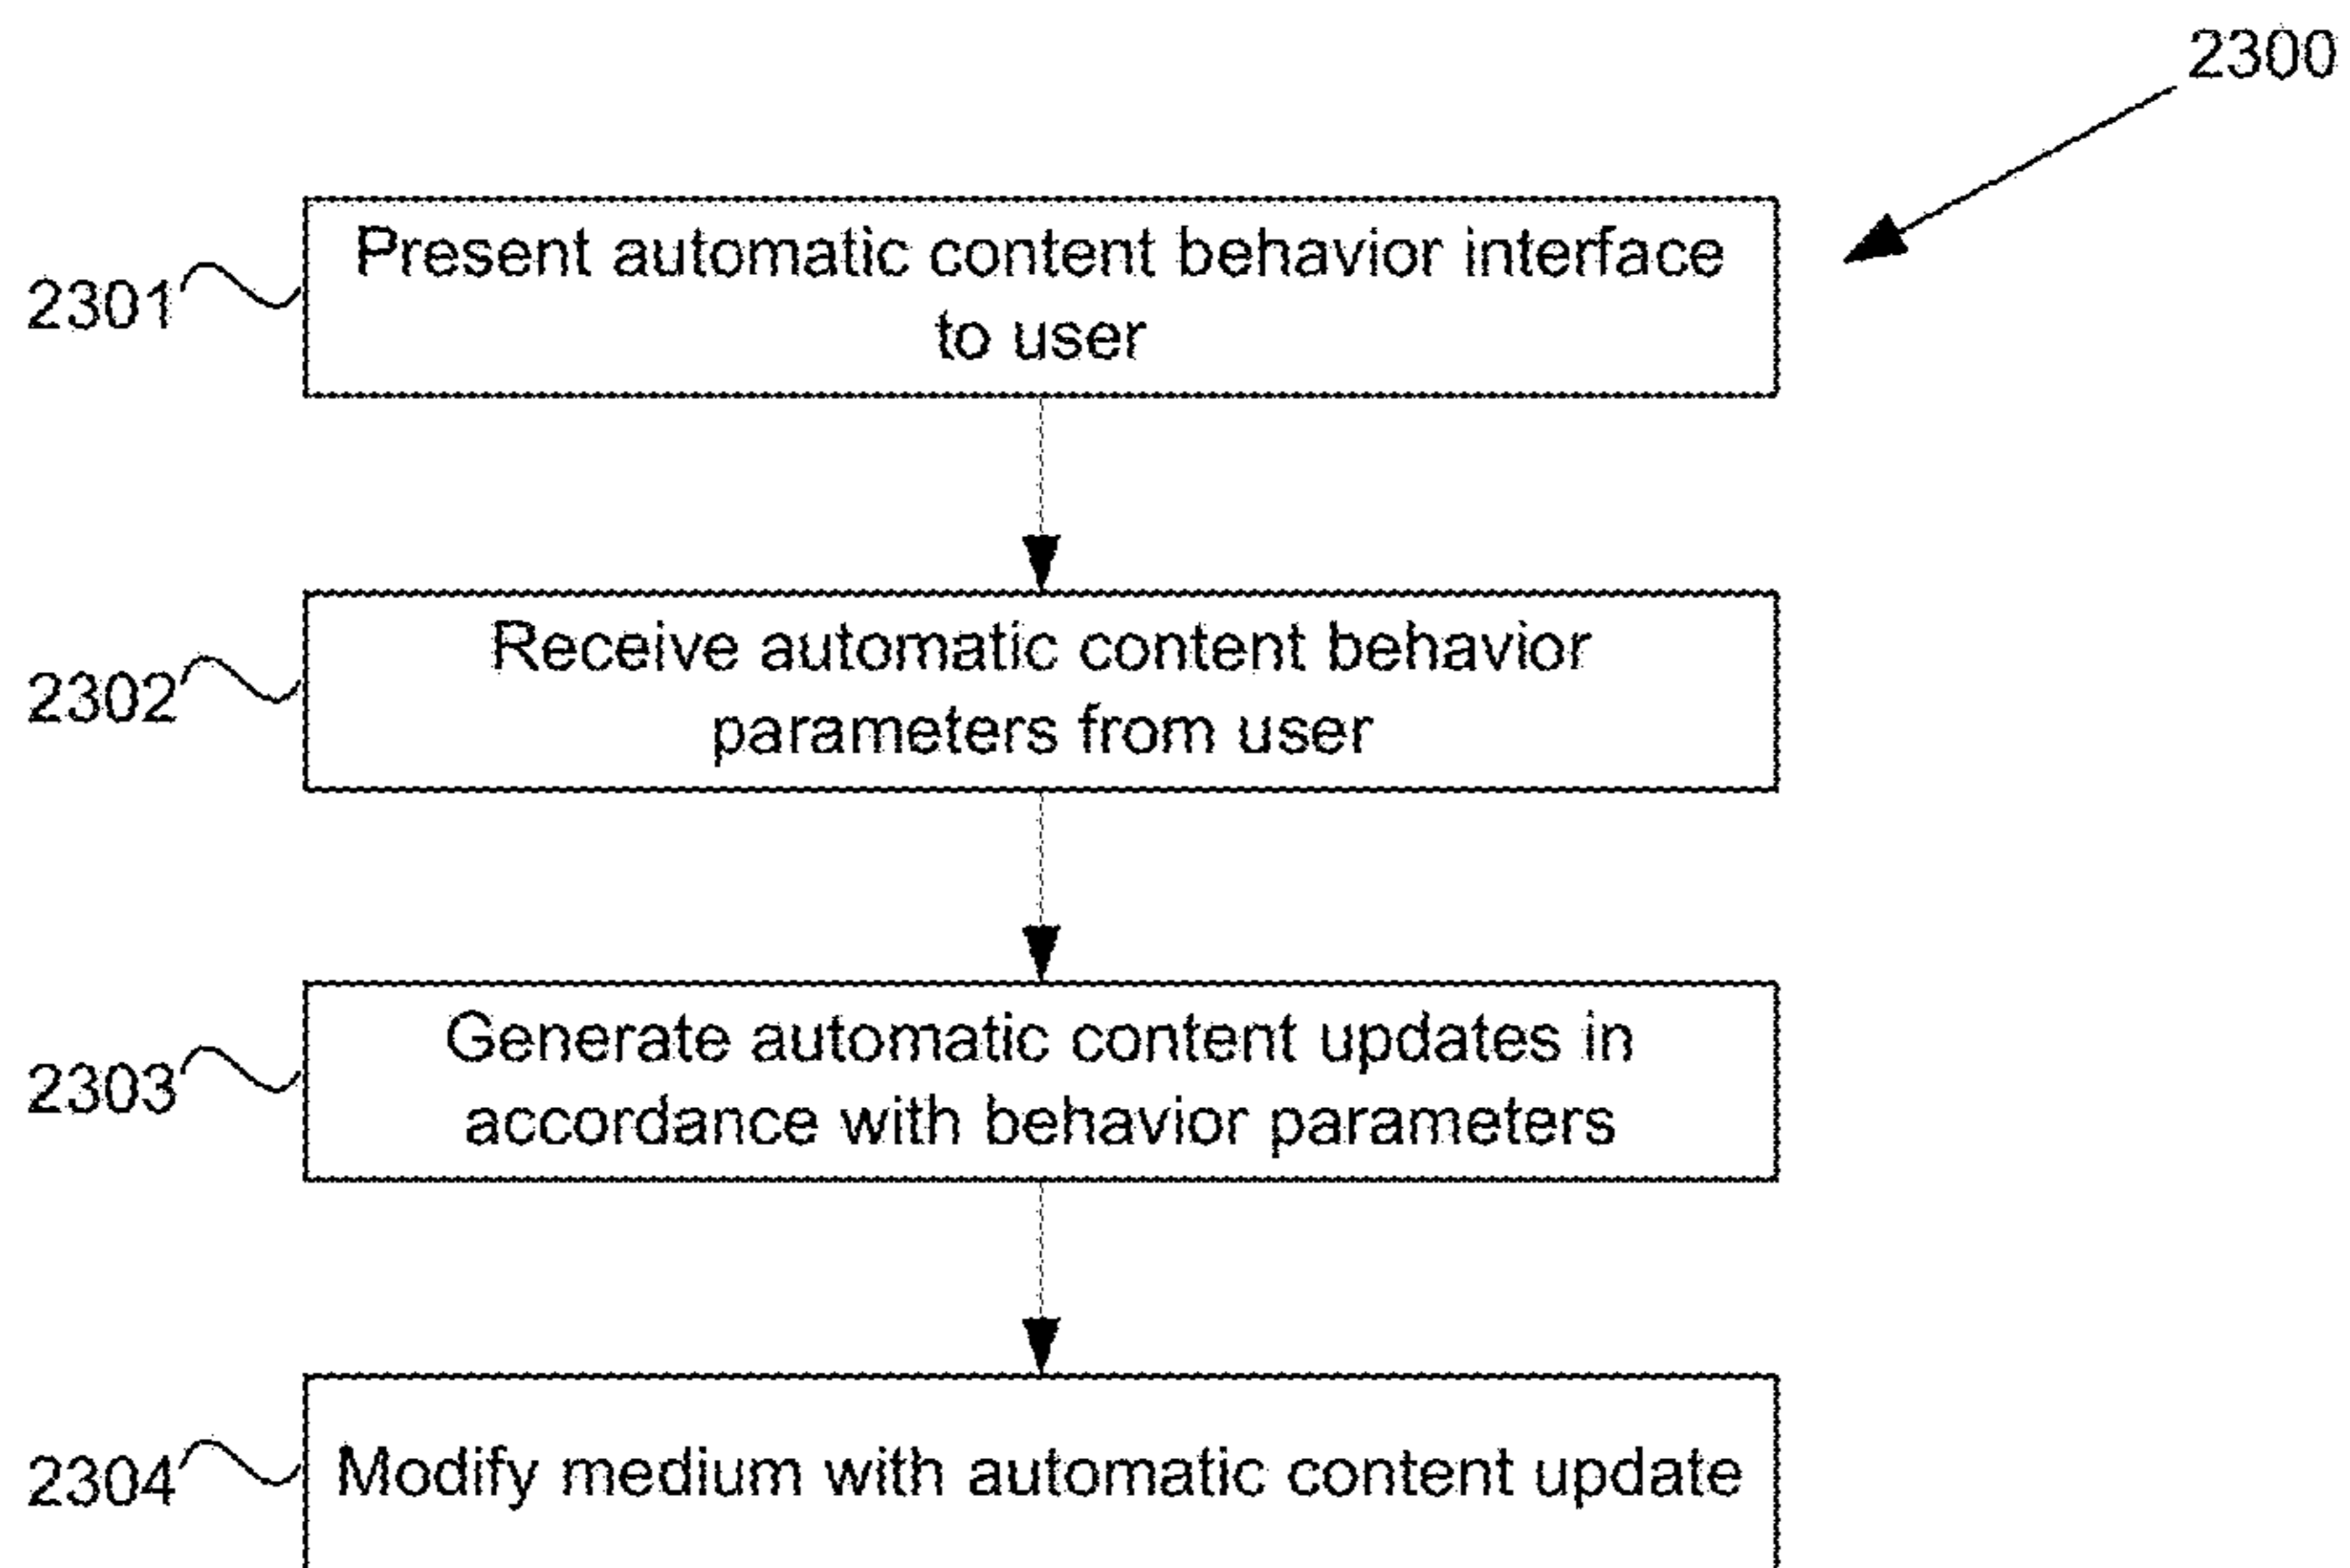 2300
Present automatic content behavior interface
to user
2301
Receive automatic content behavior
parameters from user
2302
Generate automatic content updates in
accordance with behavior parameters
2303
Modify medium with automatic content update
2304